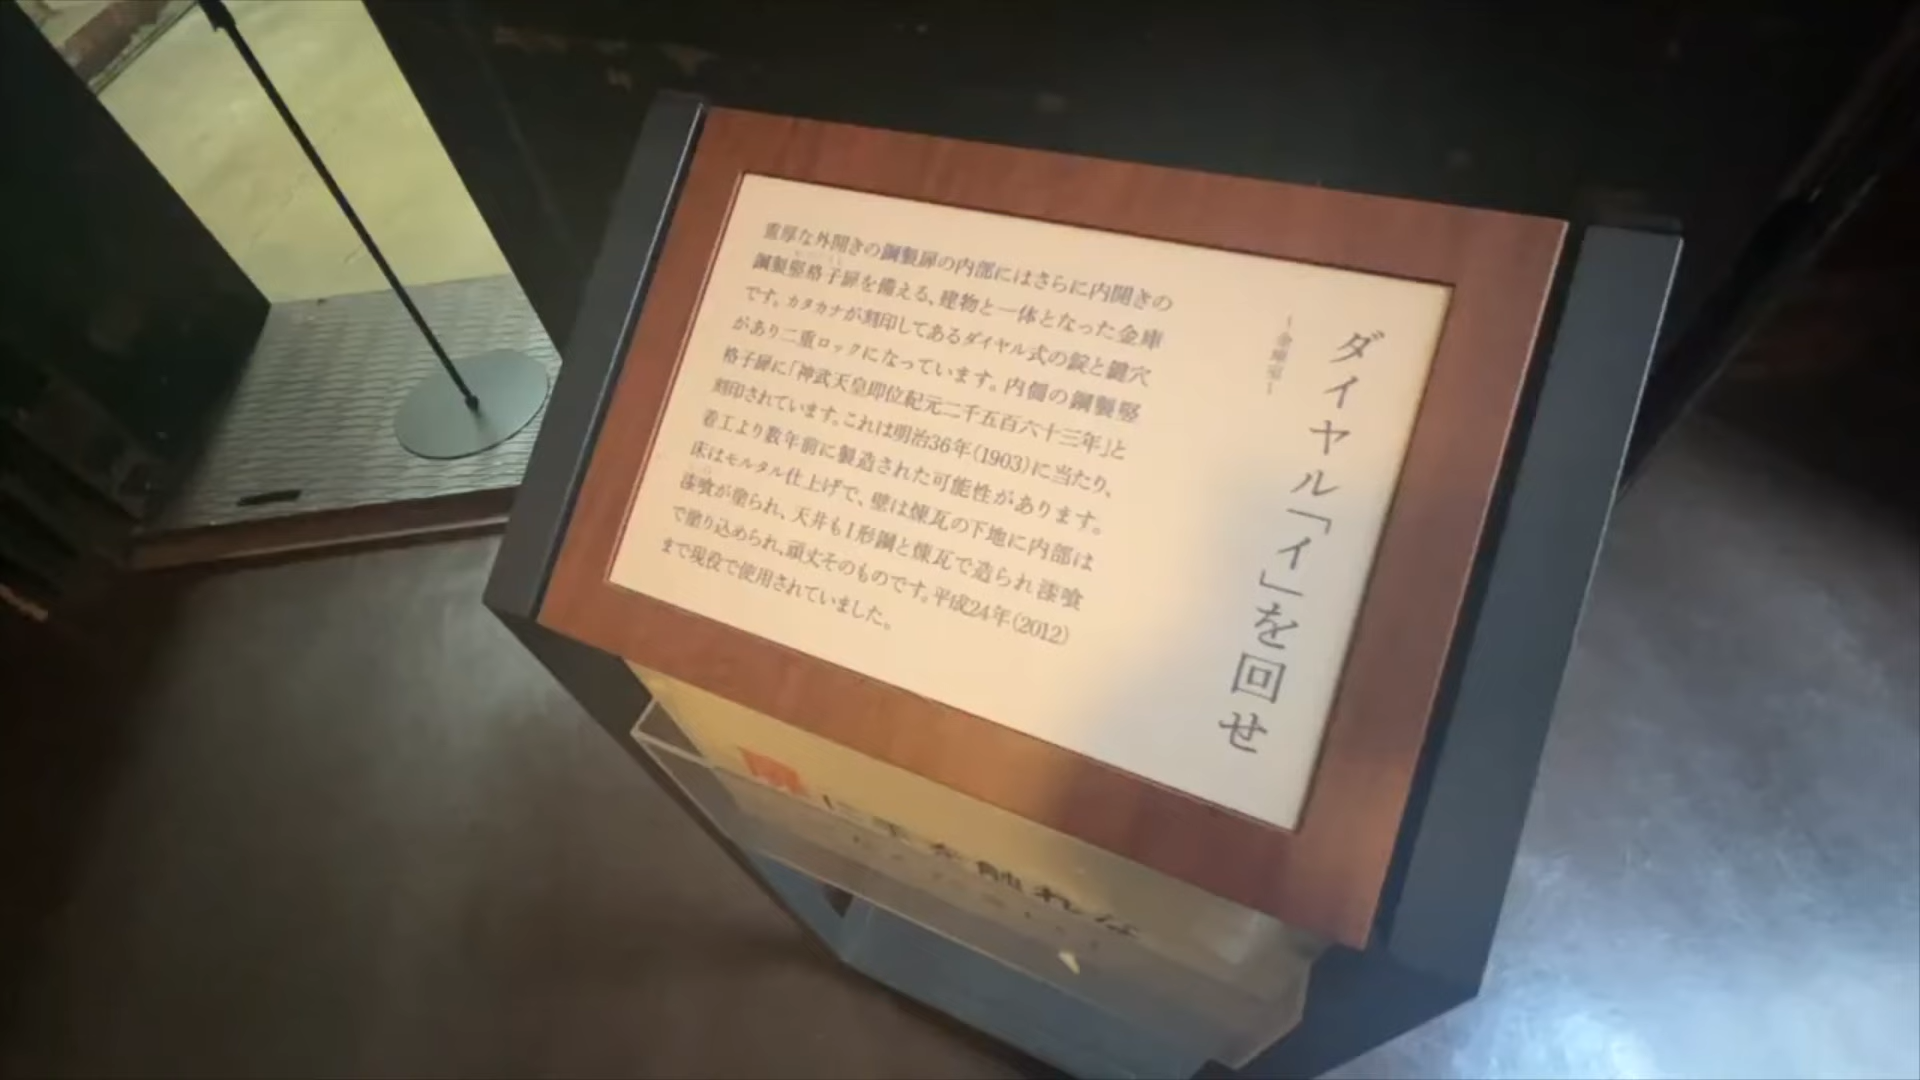 ダイヤル「イ」を回せ
～金庫室～
重厚な外開きの鋼製扉の内部にはさらに内開きの
鋼製竪格子扉を備える、建物と一体となった金庫
です。カタカナが刻印してあるダイヤル式の錠と鍵穴
があり二重ロックになっています。内側の鋼製竪
格子扉に「神武天皇即位紀元二千五百六十三年」と
刻印されています。これは明治36年(1903)に当たり、
着工より数年前に製造された可能性があります。
床はモルタル仕上げで、壁は煉瓦の下地に内部は
漆喰が塗られ、天井もI形鋼と煉瓦で造られ漆喰
で塗り込められ、頑丈そのものです。平成24年(2012)
まで現役で使用されていました。
に手を触れな